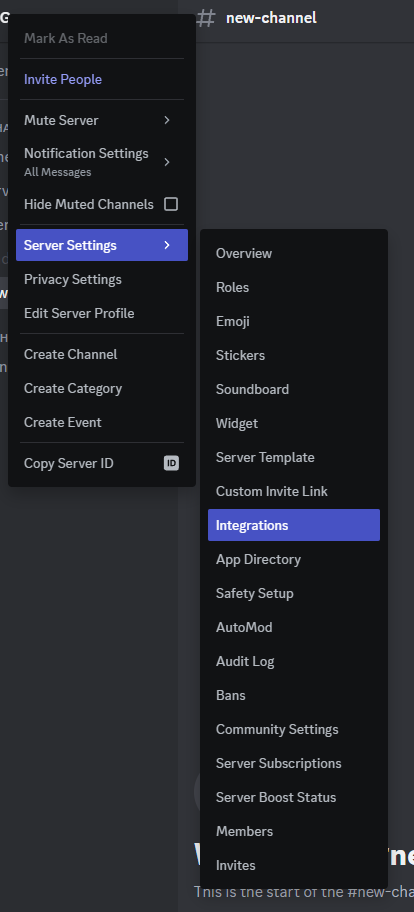 # new-channel
Mark As Read
Invite People
Mute Server
Notification Settings
All Messages
Hide Muted Channels
Server Settings
Privacy Settings
Edit Server Profile
Create Channel
Create Category
Create Event
Copy Server ID ID
Overview
Roles
Emoji
Stickers
Soundboard
Widget
Server Template
Custom Invite Link
Integrations
App Directory
Safety Setup
AutoMod
Audit Log
Bans
Community Settings
Server Subscriptions
Server Boost Status
Members
Invites
This is the start of the #new-cha